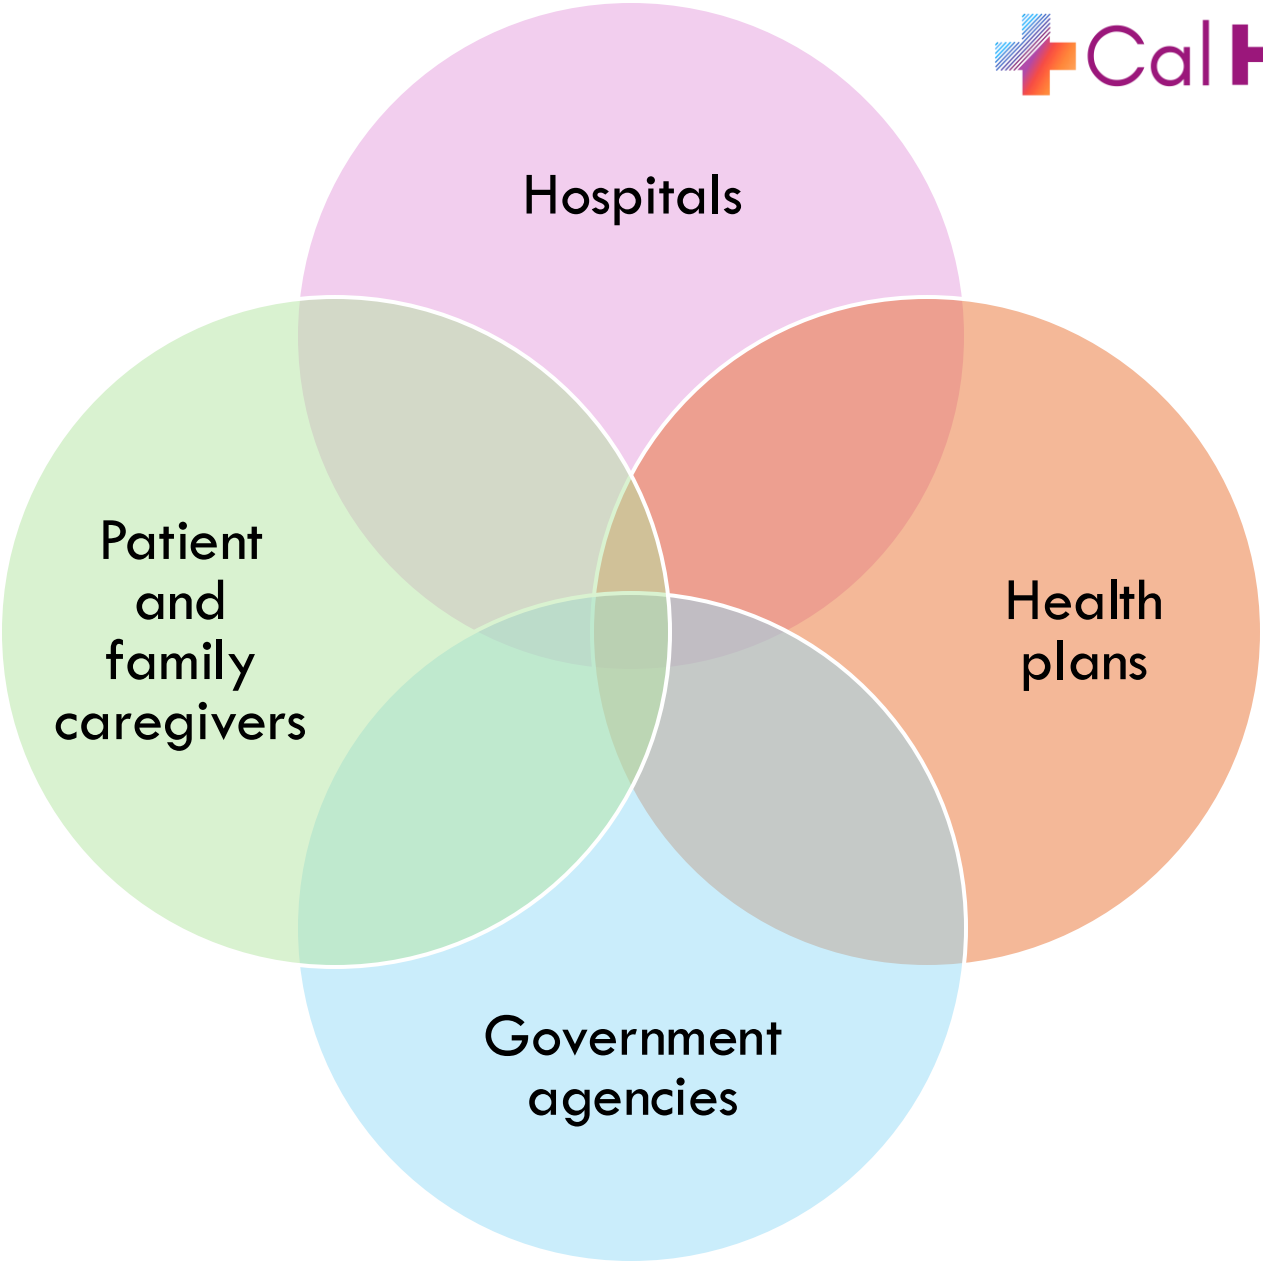 Cal
Hospitals
Patient
and
family
caregivers
Health
plans
Government
agencies